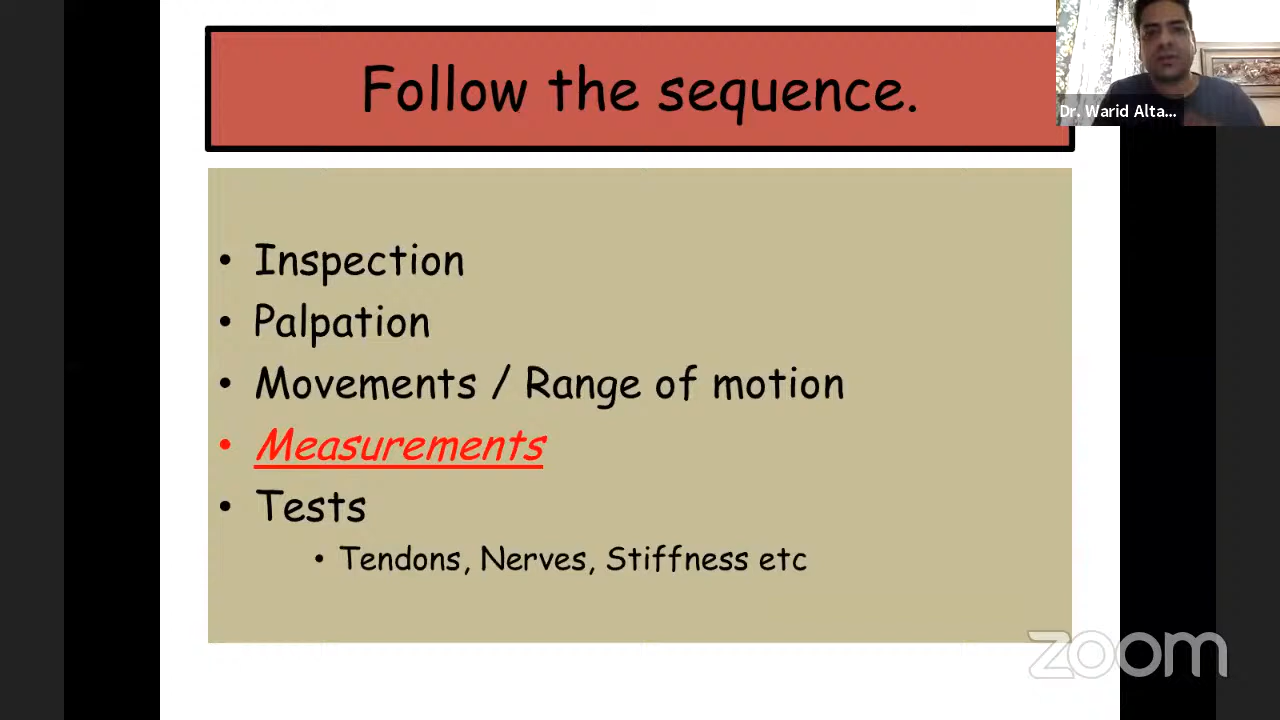 Follow the sequence.
Dr. Warid Alta...
• Inspection
• Palpation
• Movements / Range of motion
• Measurements
• Tests
• Tendons, Nerves, Stiffness etc
zoom